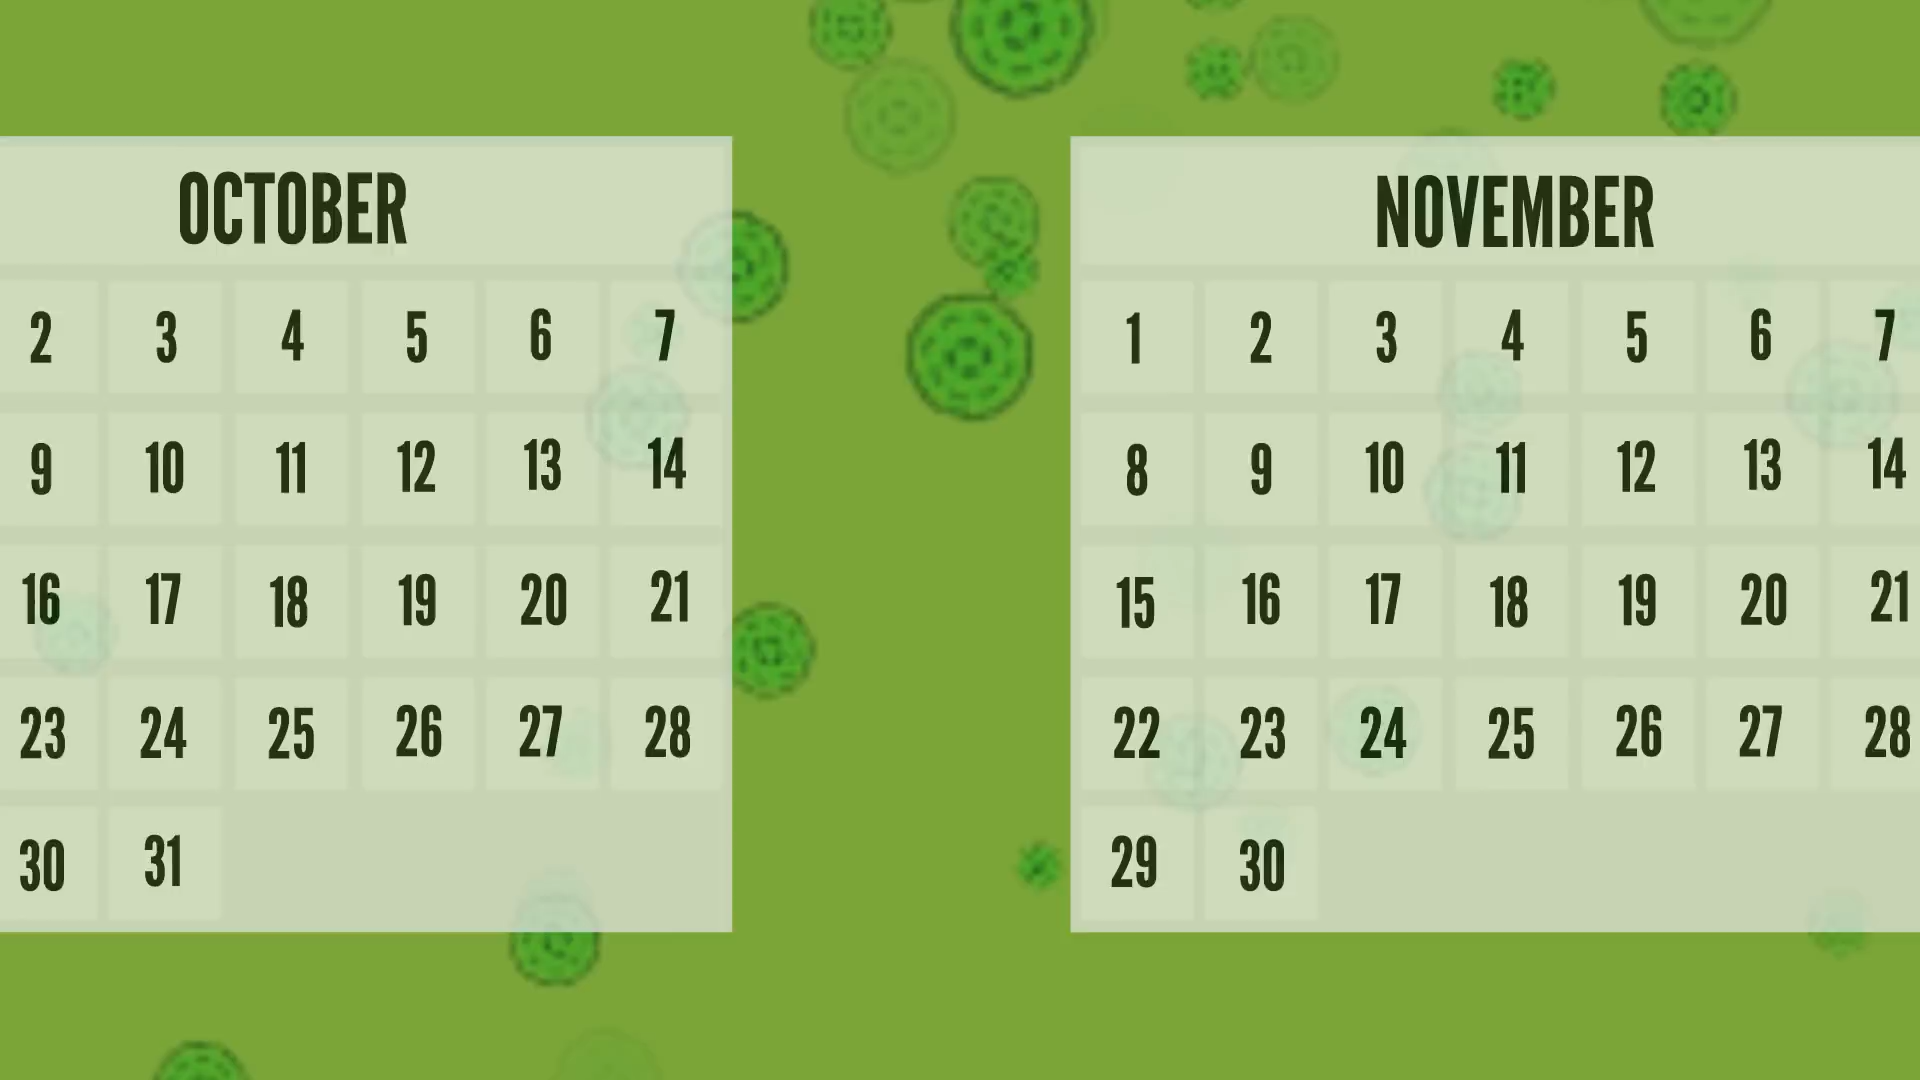 OCTOBER
2 3 4 5 6 7
9 10 11 12 13 14
16 17 18 19 20 21
23 24 25 26 27 28
30 31
NOVEMBER
1 2 3 4 5 6 7
8 9 10 11 12 13 14
15 16 17 18 19 20 21
22 23 24 25 26 27 28
29 30